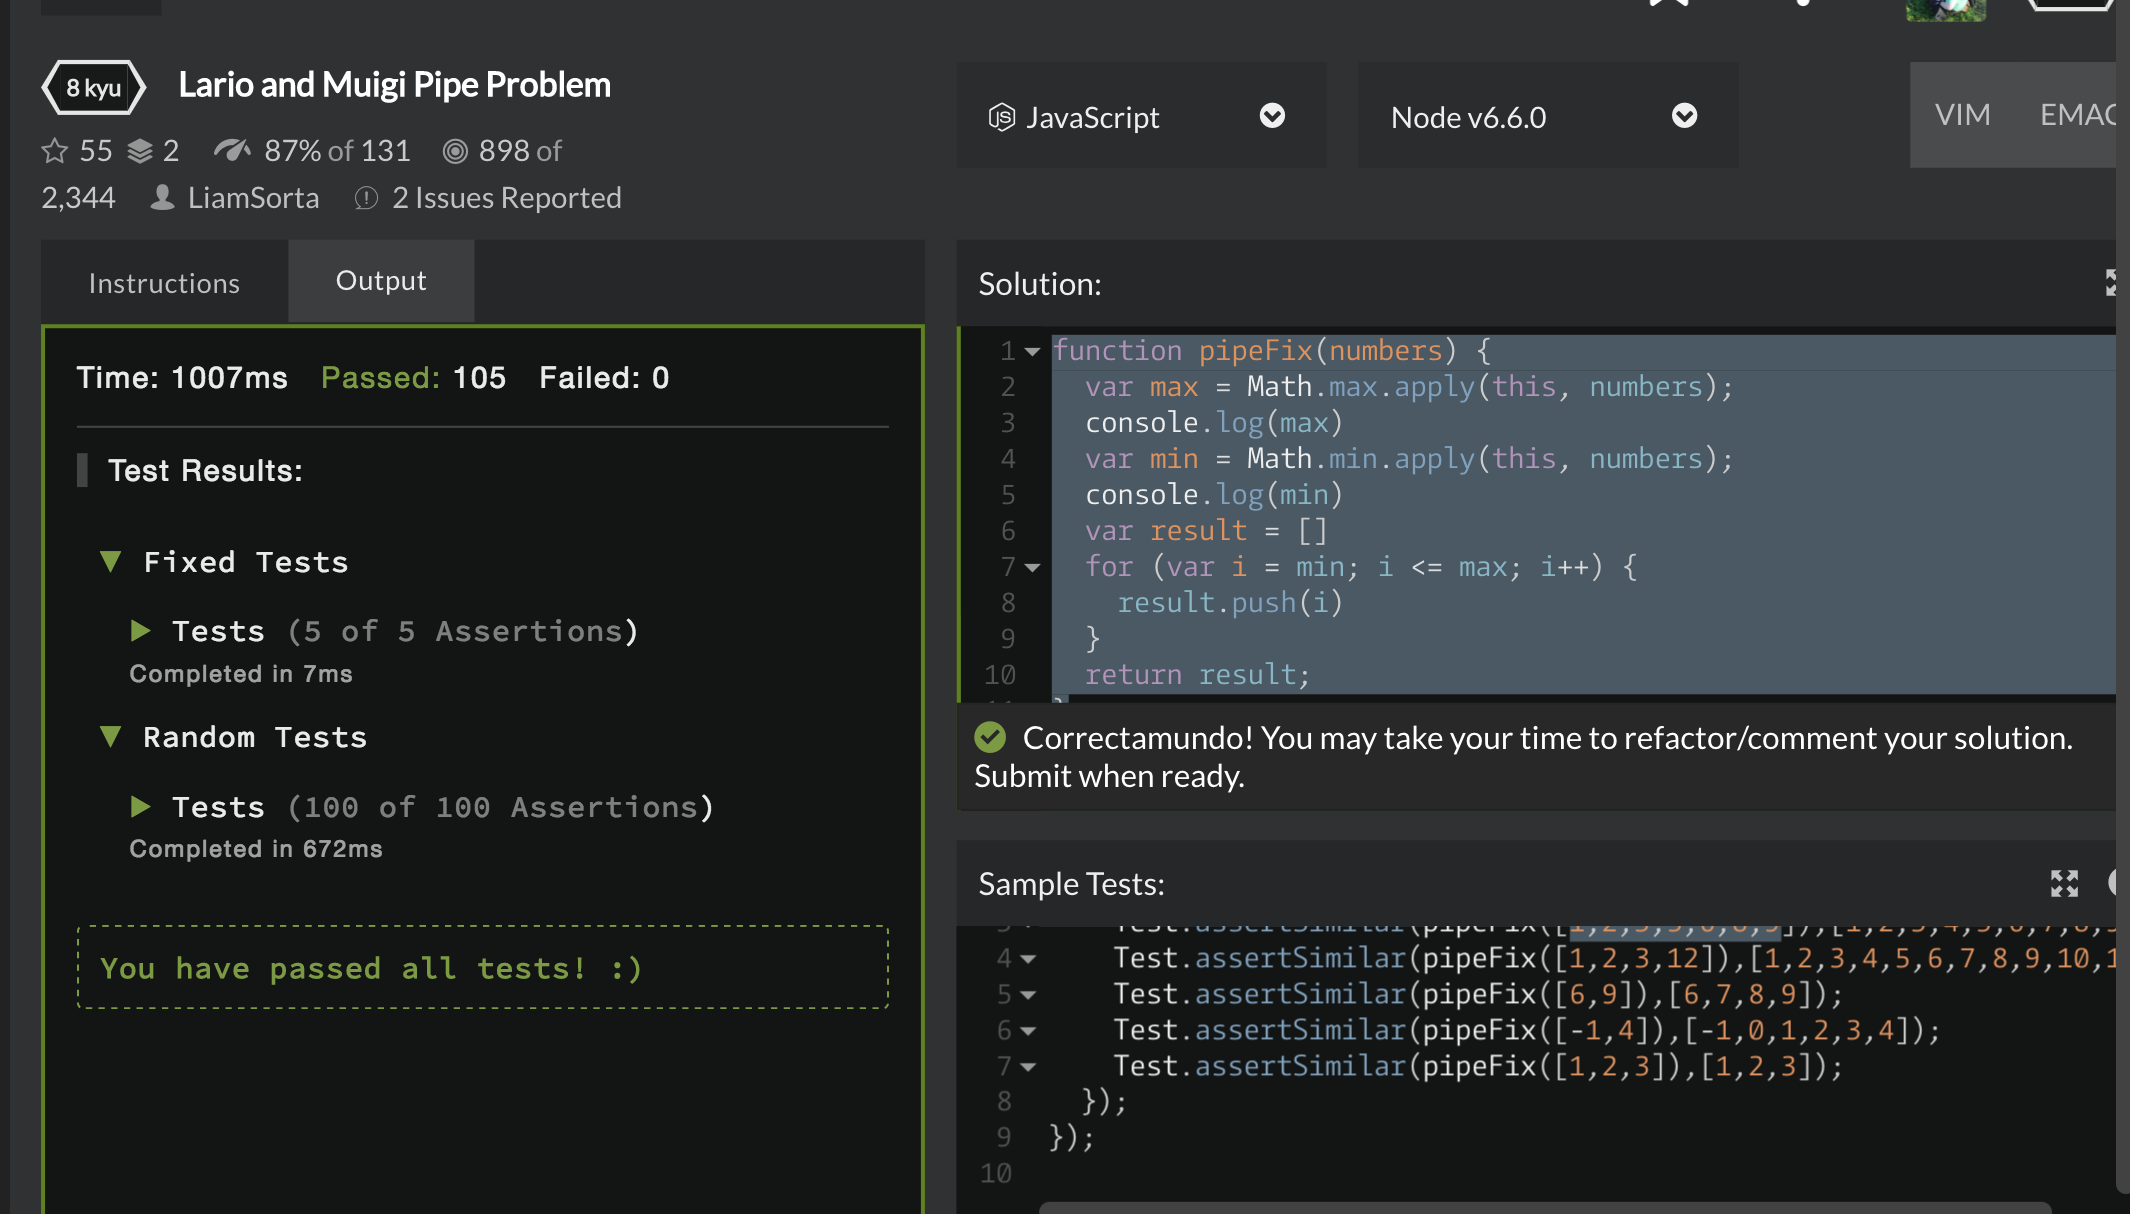 8 kyu
Lario and Muigi Pipe Problem
55 2 87% of 131 898 of
2,344 LiamSorta 2 Issues Reported
JavaScript
Node v6.6.0
VIM
Instructions
Output
Time: 1007ms Passed: 105 Failed: 0
Test Results:
Fixed Tests
Tests (5 of 5 Assertions)
Completed in 7ms
Random Tests
Tests (100 of 100 Assertions)
Completed in 672ms
You have passed all tests! :)
Solution:
1 function pipeFix(numbers) {
2 var max = Math.max.apply(this, numbers);
3 console.log(max)
4 var min = Math.min.apply(this, numbers);
5 console.log(min)
6 var result = []
7 for (var i = min; i <= max; i++) {
8 result.push(i)
9 }
10 return result;
Correctamundo! You may take your time to refactor/comment your solution.
Submit when ready.
Sample Tests:
4 Test.assertSimilar(pipeFix([1,2,3,12]),[1,2,3,4,5,6,7,8,9,10,1
5 Test.assertSimilar(pipeFix([6,9]),[6,7,8,9]);
6 Test.assertSimilar(pipeFix([-1,4]),[-1,0,1,2,3,4]);
7 Test.assertSimilar(pipeFix([1,2,3]),[1,2,3]);
8 });
9 });
10